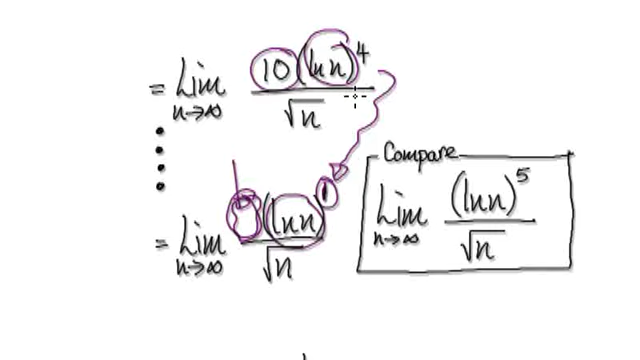 = Lim n→∞ 10 (ln n)^4 / √n
= Lim n→∞ (ln n)^1 / √n
Compare
Lim n→∞ (ln n)^5 / √n